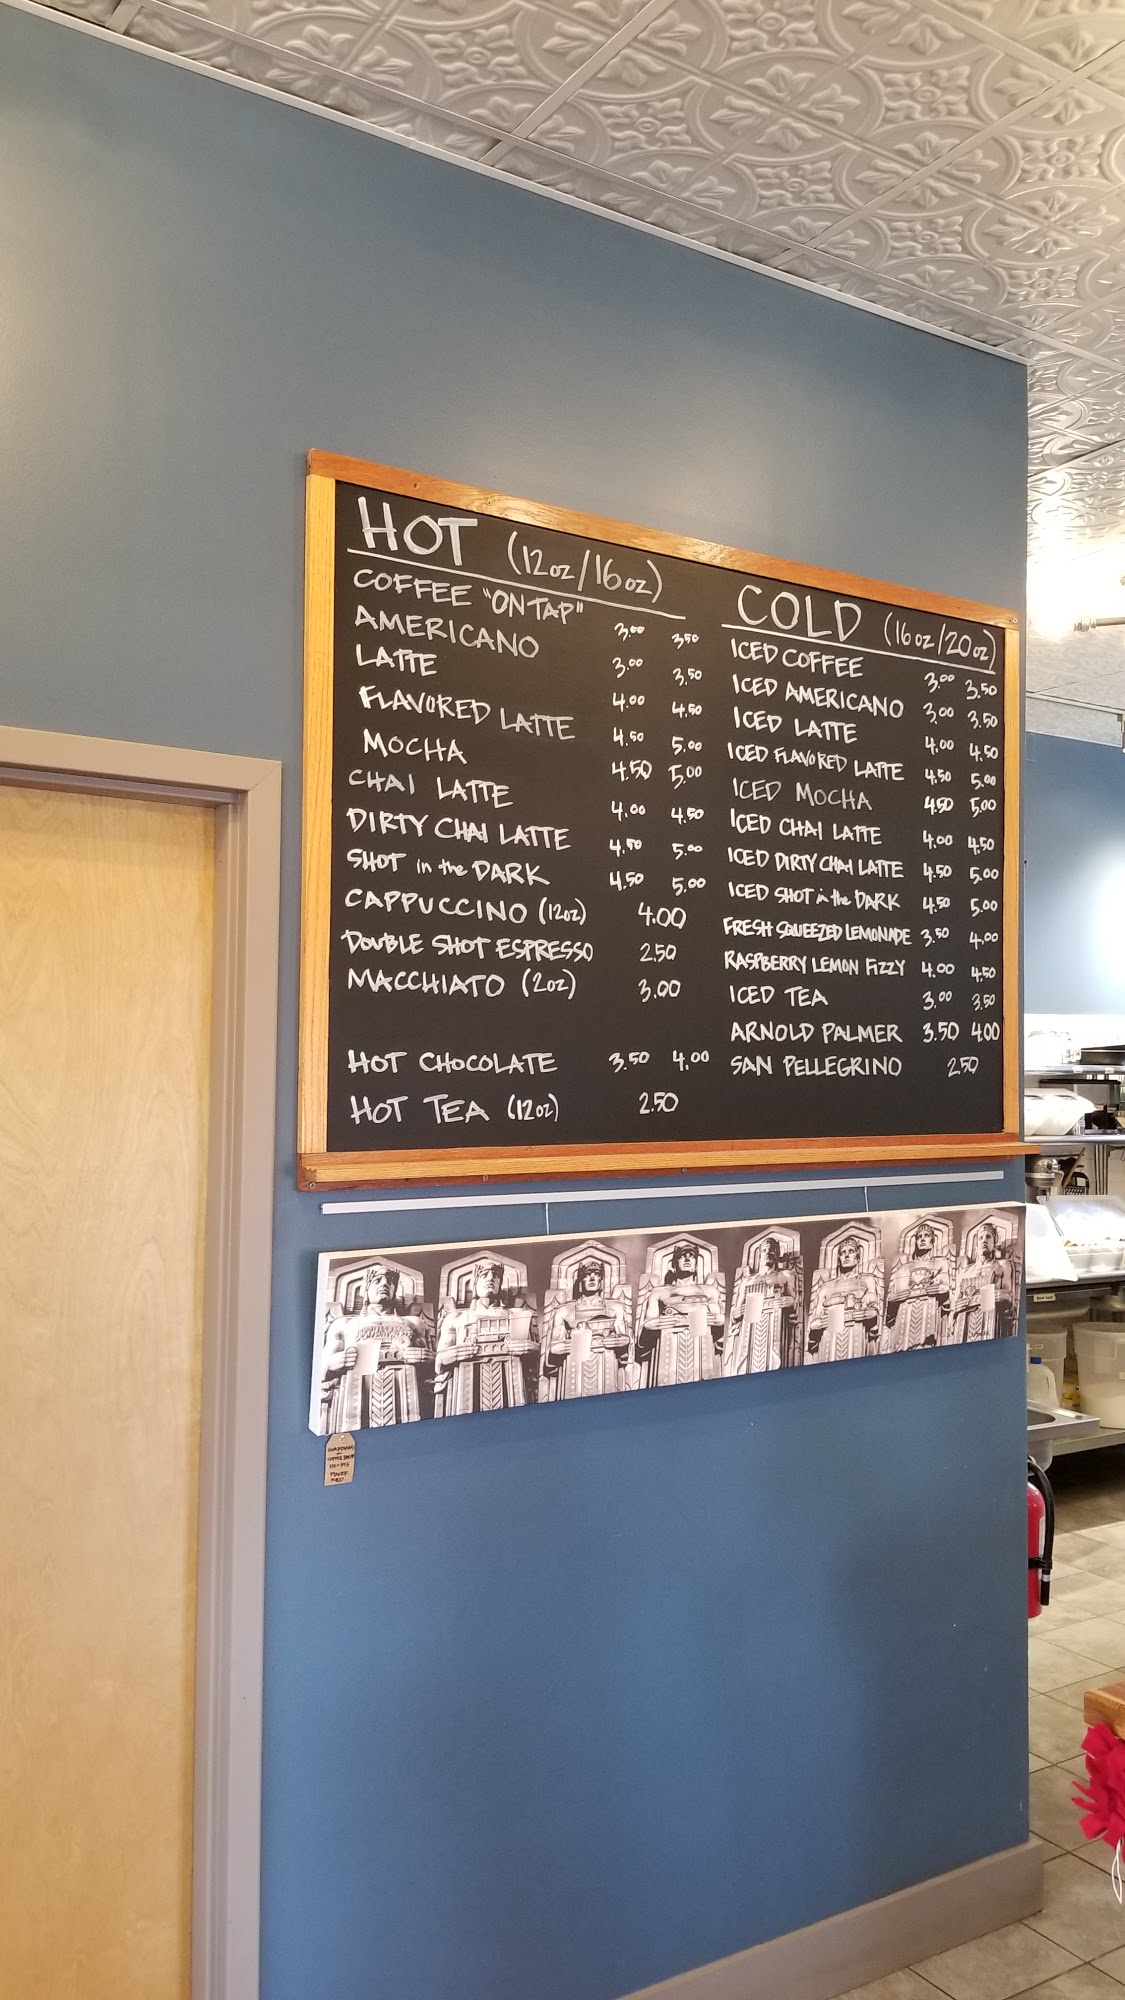 HOT (12oz/16oz)
COFFEE "ON TAP" 3.00 3.50
AMERICANO 3.00 3.50
LATTE 4.00 4.50
FLAVORED LATTE 4.50 5.00
MOCHA 4.50 5.00
CHAI LATTE 4.00 4.50
DIRTY CHAI LATTE 4.50 5.00
SHOT in the DARK 4.50 5.00
CAPPUCCINO (12oz) 4.00
DOUBLE SHOT ESPRESSO 2.50
MACCHIATO (2oz) 3.00
HOT CHOCOLATE 3.50 4.00
HOT TEA (12oz) 2.50
COLD (16oz/20oz)
ICED COFFEE 3.00 3.50
ICED AMERICANO 3.00 3.50
ICED LATTE 4.00 4.50
ICED FLAVORED LATTE 4.50 5.00
ICED MOCHA 4.50 5.00
ICED CHAI LATTE 4.00 4.50
ICED DIRTY CHAI LATTE 4.50 5.00
ICED SHOT in the DARK 4.50 5.00
FRESH SQUEEZED LEMONADE 3.50 4.00
RASPBERRY LEMON FIZZY 4.00 4.50
ICED TEA 3.00 3.50
ARNOLD PALMER 3.50 4.00
SAN PELLEGRINO 2.50